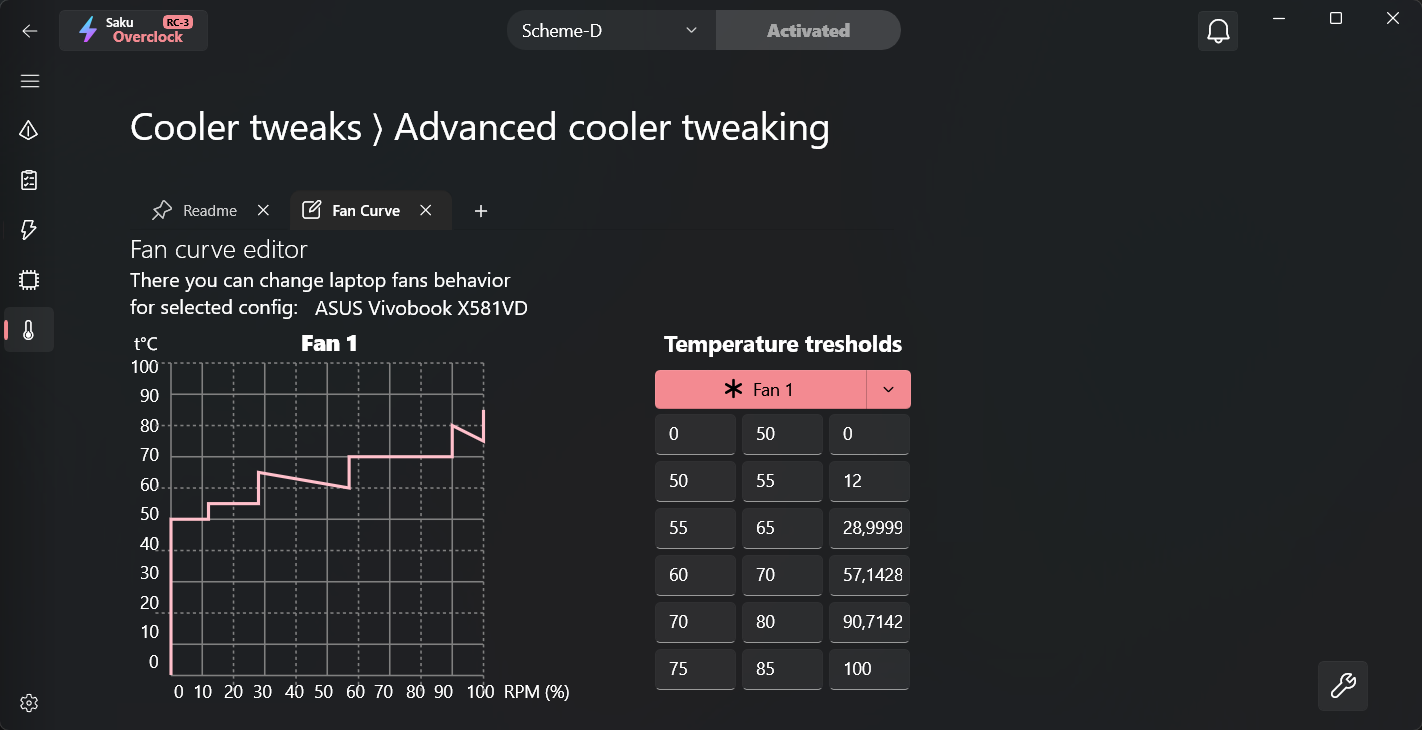 Saku RC-3
Overclock
Scheme-D
Activated
Cooler tweaks ⟩ Advanced cooler tweaking
Readme
Fan Curve
Fan curve editor
There you can change laptop fans behavior
for selected config: ASUS Vivobook X581VD
t°C
Fan 1
100
90
80
70
60
50
40
30
20
10
0
0 10 20 30 40 50 60 70 80 90 100 RPM (%)
Temperature tresholds
Fan 1
0 50 0
50 55 12
55 65 28,9999
60 70 57,1428
70 80 90,7142
75 85 100